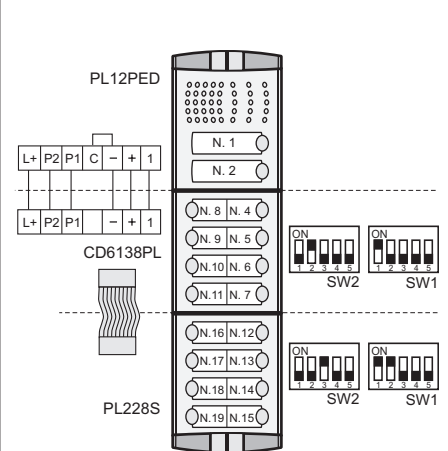 PL12PED
N. 1
N. 2
L+ P2 P1 C – + 1
L+ P2 P1 – + 1
CD6138PL
N. 8 N. 4
N. 9 N. 5
N.10 N. 6
N.11 N. 7
ON
1 2 3 4 5
SW2
ON
1 2 3 4 5
SW1
N.16 N.12
N.17 N.13
N.18 N.14
N.19 N.15
ON
1 2 3 4 5
SW2
ON
1 2 3 4 5
SW1
PL228S